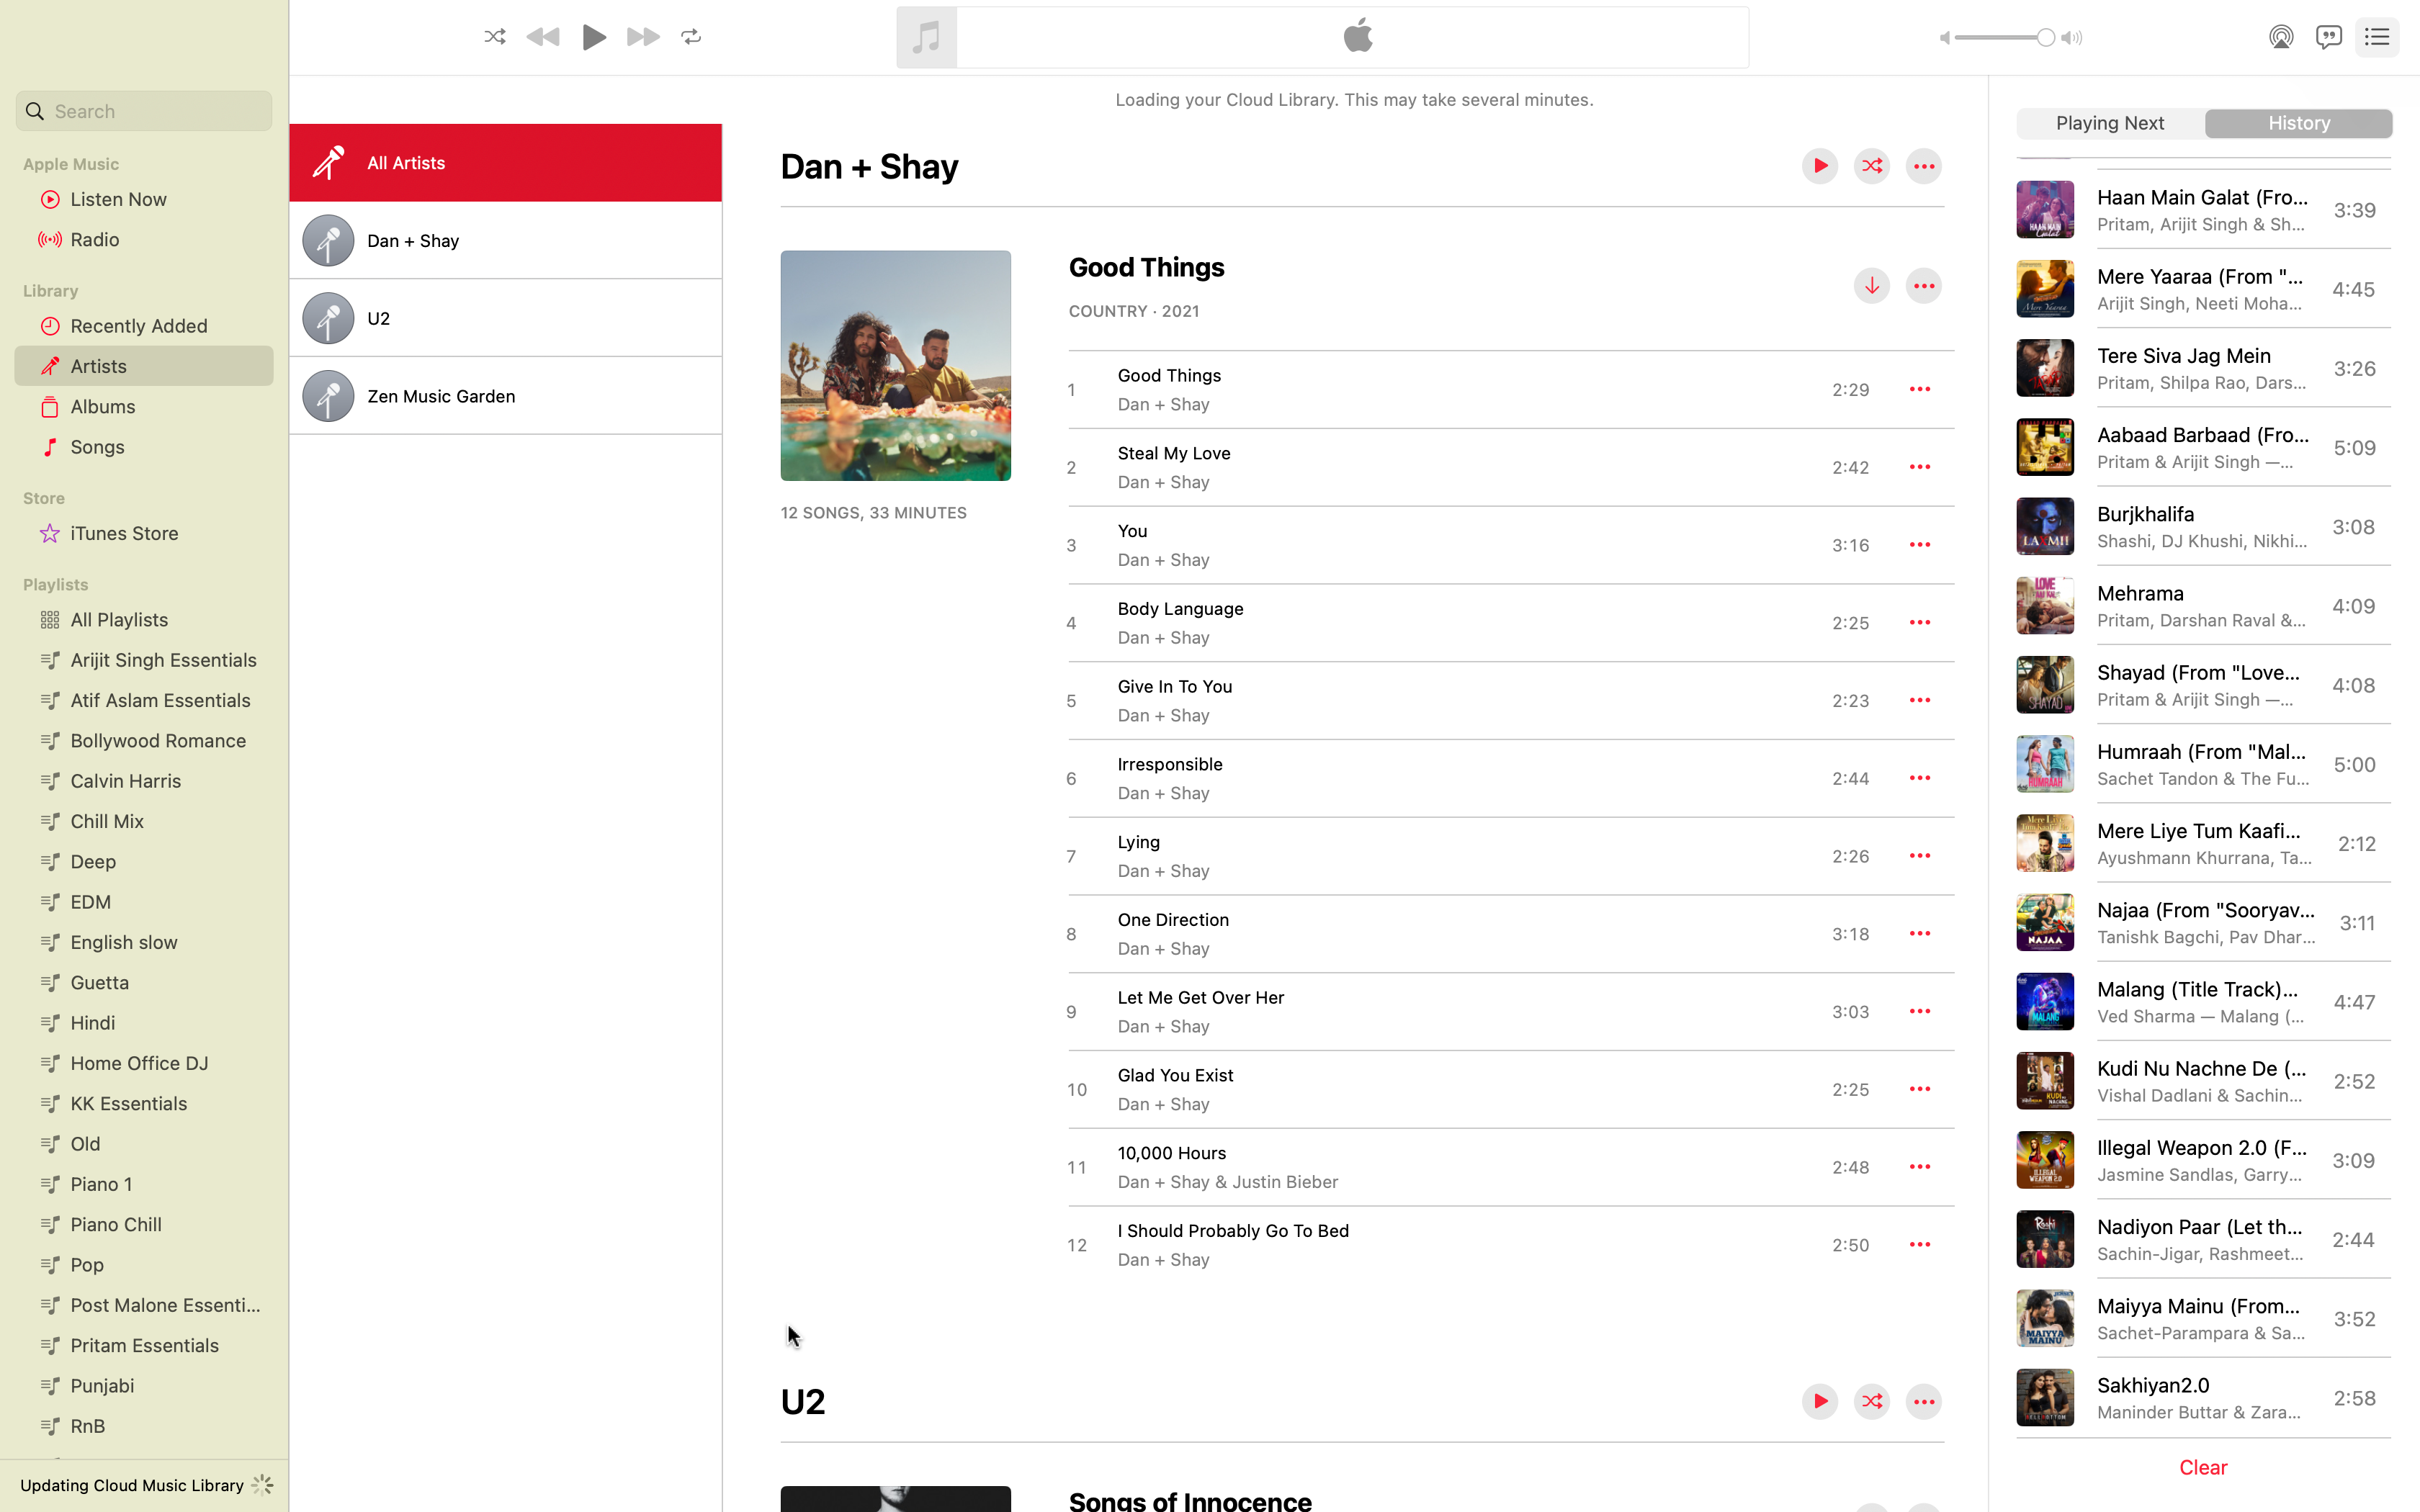 Search
Apple Music
Listen Now
Radio
Library
Recently Added
Artists
Albums
Songs
Store
iTunes Store
Playlists
All Playlists
Arijit Singh Essentials
Atif Aslam Essentials
Bollywood Romance
Calvin Harris
Chill Mix
Deep
EDM
English slow
Guetta
Hindi
Home Office DJ
KK Essentials
Old
Piano 1
Piano Chill
Pop
Post Malone Essenti...
Pritam Essentials
Punjabi
RnB
Updating Cloud Music Library
All Artists
Dan + Shay
U2
Zen Music Garden
Loading your Cloud Library. This may take several minutes.
Dan + Shay
Good Things
COUNTRY · 2021
12 SONGS, 33 MINUTES
1 Good Things 2:29
Dan + Shay
2 Steal My Love 2:42
Dan + Shay
3 You 3:16
Dan + Shay
4 Body Language 2:25
Dan + Shay
5 Give In To You 2:23
Dan + Shay
6 Irresponsible 2:44
Dan + Shay
7 Lying 2:26
Dan + Shay
8 One Direction 3:18
Dan + Shay
9 Let Me Get Over Her 3:03
Dan + Shay
10 Glad You Exist 2:25
Dan + Shay
11 10,000 Hours 2:48
Dan + Shay & Justin Bieber
12 I Should Probably Go To Bed 2:50
Dan + Shay
U2
Songs of Innocence
Playing Next History
Haan Main Galat (Fro... 3:39
Pritam, Arijit Singh & Sh...
Mere Yaaraa (From "... 4:45
Arijit Singh, Neeti Moha...
Tere Siva Jag Mein 3:26
Pritam, Shilpa Rao, Dars...
Aabaad Barbaad (Fro... 5:09
Pritam & Arijit Singh —...
Burjkhalifa 3:08
Shashi, DJ Khushi, Nikhi...
Mehrama 4:09
Pritam, Darshan Raval &...
Shayad (From "Love... 4:08
Pritam & Arijit Singh —...
Humraah (From "Mal... 5:00
Sachet Tandon & The Fu...
Mere Liye Tum Kaafi... 2:12
Ayushmann Khurrana, Ta...
Najaa (From "Sooryav... 3:11
Tanishk Bagchi, Pav Dhar...
Malang (Title Track)... 4:47
Ved Sharma — Malang (...
Kudi Nu Nachne De (... 2:52
Vishal Dadlani & Sachin...
Illegal Weapon 2.0 (F... 3:09
Jasmine Sandlas, Garry...
Nadiyon Paar (Let th... 2:44
Sachin-Jigar, Rashmeet...
Maiyya Mainu (From... 3:52
Sachet-Parampara & Sa...
Sakhiyan2.0 2:58
Maninder Buttar & Zara...
Clear